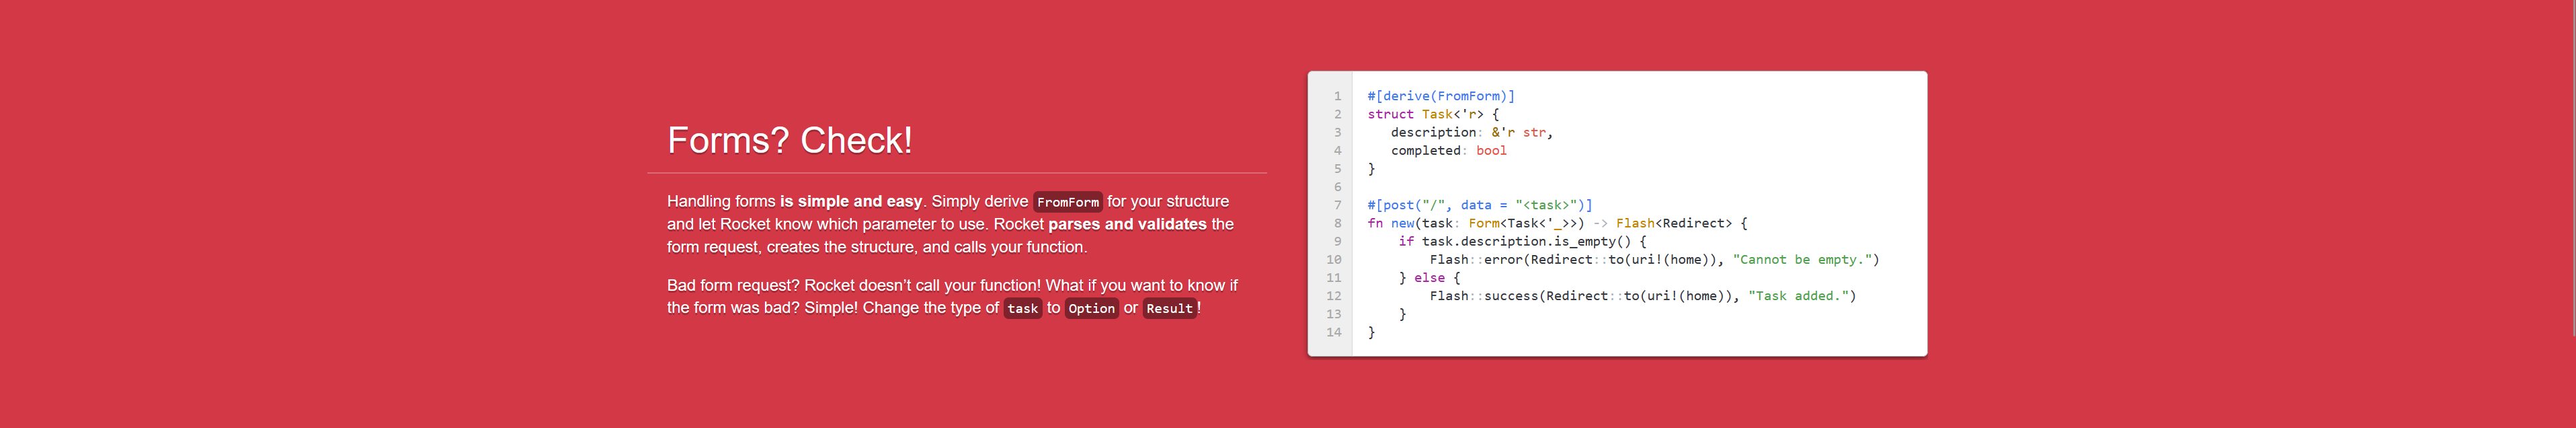 Forms? Check!
Handling forms is simple and easy. Simply derive FromForm for your structure
and let Rocket know which parameter to use. Rocket parses and validates the
form request, creates the structure, and calls your function.
Bad form request? Rocket doesn’t call your function! What if you want to know if
the form was bad? Simple! Change the type of task to Option or Result!
1 #[derive(FromForm)]
2 struct Task<'r> {
3    description: &'r str,
4    completed: bool
5 }
6
7 #[post("/", data = "<task>")]
8 fn new(task: Form<Task<'_>>) -> Flash<Redirect> {
9     if task.description.is_empty() {
10         Flash::error(Redirect::to(uri!(home)), "Cannot be empty.")
11     } else {
12         Flash::success(Redirect::to(uri!(home)), "Task added.")
13     }
14 }